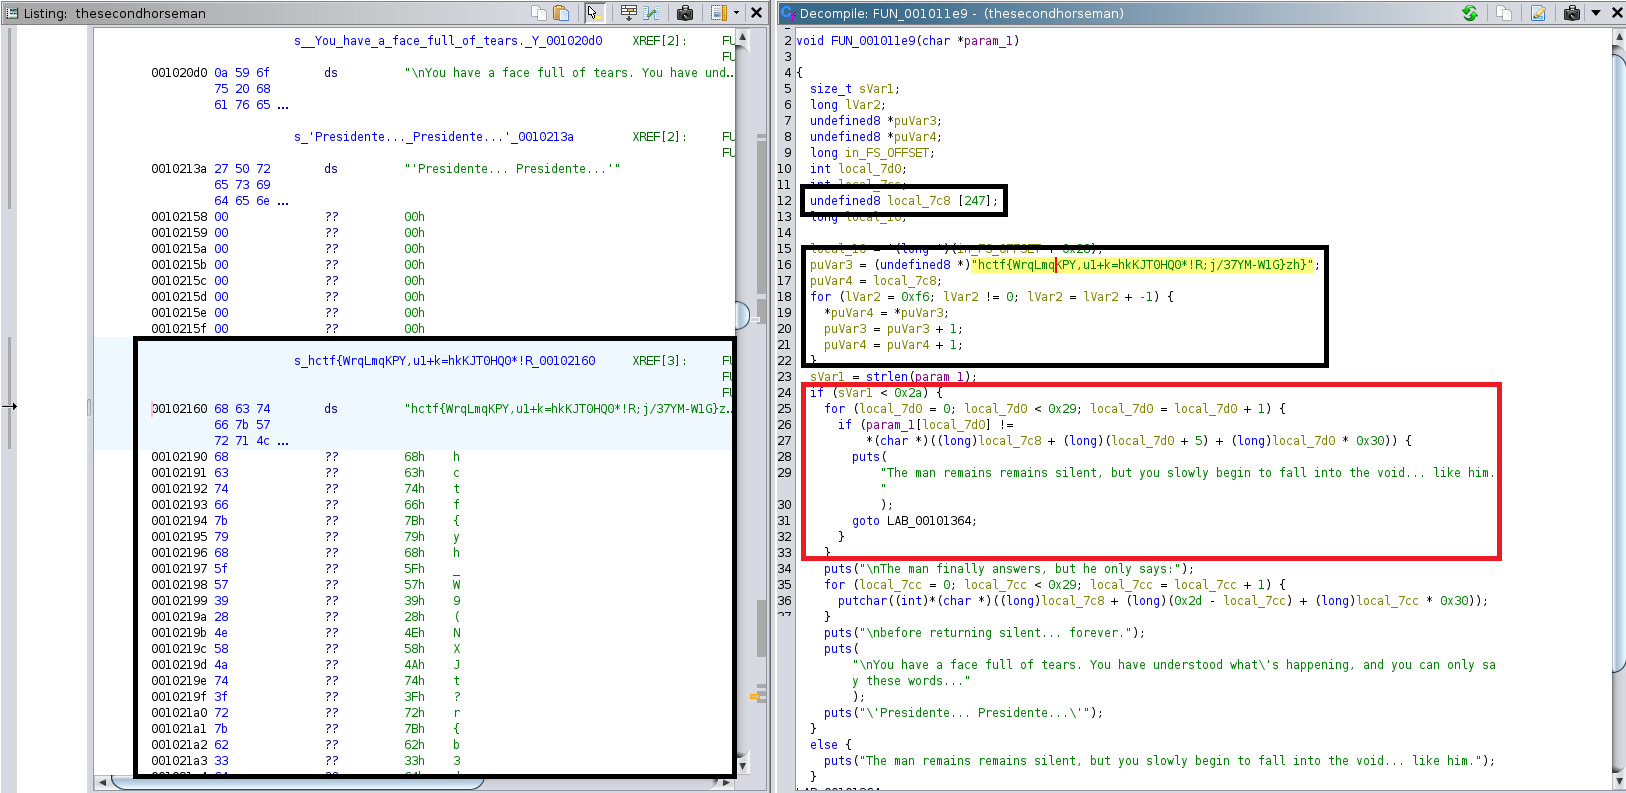 Listing: thesecondhorseman
s__You_have_a_face_full_of_tears._Y_001020d0 XREF[2]: FU
FU
001020d0 0a 59 6f ds "\nYou have a face full of tears. You have und..
75 20 68
61 76 65 ...
s_'Presidente..._Presidente...'_0010213a XREF[2]: FU
FU
0010213a 27 50 72 ds "'Presidente... Presidente...'"
65 73 69
64 65 6e ...
00102158 00 ?? 00h
00102159 00 ?? 00h
0010215a 00 ?? 00h
0010215b 00 ?? 00h
0010215c 00 ?? 00h
0010215d 00 ?? 00h
0010215e 00 ?? 00h
0010215f 00 ?? 00h
s_hctf{WrqLmqKPY,u1+k=hkKJT0HQ0*!R_00102160 XREF[3]: FU
FU
FU
00102160 68 63 74 ds "hctf{WrqLmqKPY,u1+k=hkKJT0HQ0*!R;j/37YM-W1G}z..
66 7b 57
72 71 4c ...
00102190 68 ?? 68h h
00102191 63 ?? 63h c
00102192 74 ?? 74h t
00102193 66 ?? 66h f
00102194 7b ?? 7Bh {
00102195 79 ?? 79h y
00102196 68 ?? 68h h
00102197 5f ?? 5Fh _
00102198 57 ?? 57h W
00102199 39 ?? 39h 9
0010219a 28 ?? 28h (
0010219b 4e ?? 4Eh N
0010219c 58 ?? 58h X
0010219d 4a ?? 4Ah J
0010219e 74 ?? 74h t
0010219f 3f ?? 3Fh ?
001021a0 72 ?? 72h r
001021a1 7b ?? 7Bh {
001021a2 62 ?? 62h b
001021a3 33 ?? 33h 3
Decompile: FUN_001011e9 - (thesecondhorseman)
2 void FUN_001011e9(char *param_1)
3
4 {
5 size_t sVar1;
6 long lVar2;
7 undefined8 *puVar3;
8 undefined8 *puVar4;
9 long in_FS_OFFSET;
10 int local_7d0;
11 int local_7cc;
12 undefined8 local_7c8 [247];
13 long local_10;
14
15 local_10 = *(long *)(in_FS_OFFSET + 0x28);
16 puVar3 = (undefined8 *)"hctf{WrqLmqKPY,u1+k=hkKJT0HQ0*!R;j/37YM-W1G}zh}";
17 puVar4 = local_7c8;
18 for (lVar2 = 0xf6; lVar2 != 0; lVar2 = lVar2 + -1) {
19 *puVar4 = *puVar3;
20 puVar3 = puVar3 + 1;
21 puVar4 = puVar4 + 1;
22 }
23 sVar1 = strlen(param_1);
24 if (sVar1 < 0x2a) {
25 for (local_7d0 = 0; local_7d0 < 0x29; local_7d0 = local_7d0 + 1) {
26 if (param_1[local_7d0] !=
27 *(char *)((long)local_7c8 + (long)(local_7d0 + 5) + (long)local_7d0 * 0x30)) {
28 puts(
29 "The man remains remains silent, but you slowly begin to fall into the void... like him.
"
30 );
31 goto LAB_00101364;
32 }
33 }
34 puts("\nThe man finally answers, but he only says:");
35 for (local_7cc = 0; local_7cc < 0x29; local_7cc = local_7cc + 1) {
36 putchar((int)*(char *)((long)local_7c8 + (long)(0x2d - local_7cc) + (long)local_7cc * 0x30));
}
puts("\nbefore returning silent... forever.");
puts(
"\nYou have a face full of tears. You have understood what\'s happening, and you can only sa
y these words..."
);
puts("\'Presidente... Presidente...\'");
}
else {
puts("The man remains remains silent, but you slowly begin to fall into the void... like him.");
}